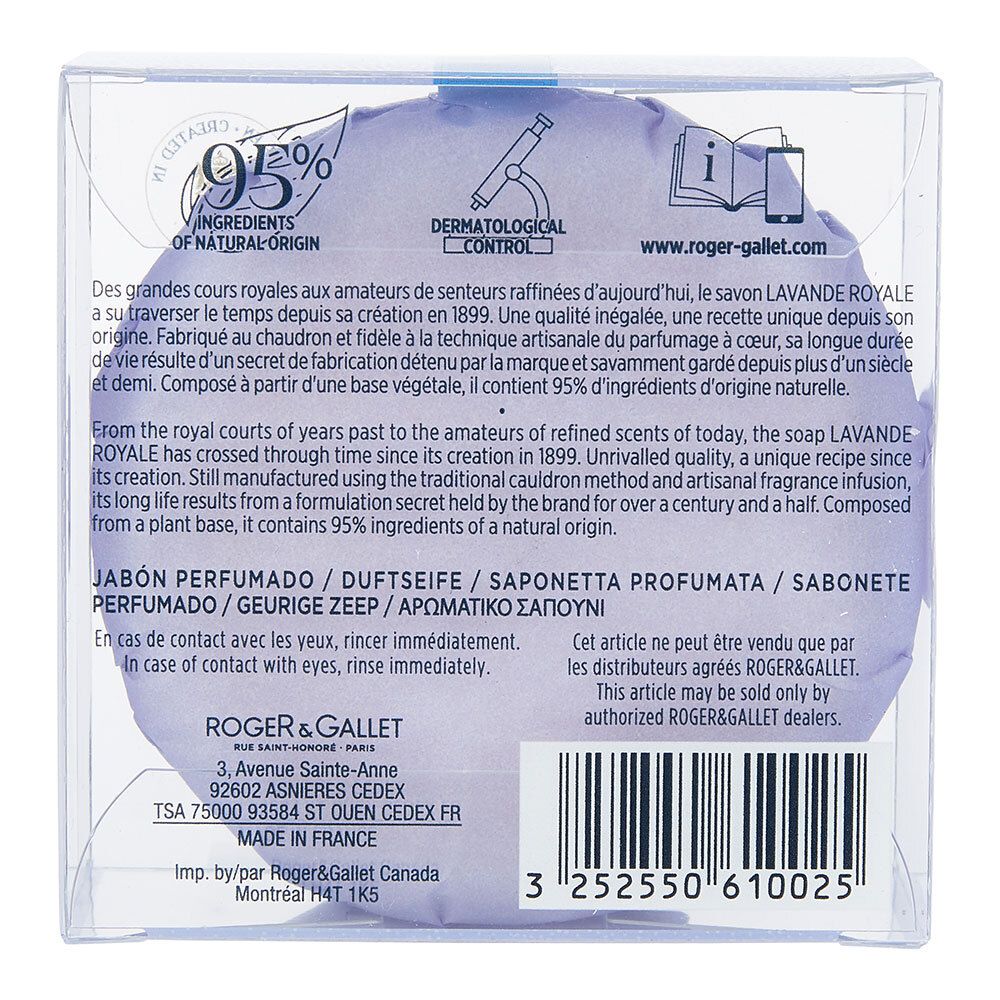 CREATED IN
95%
INGREDIENTS
OF NATURAL ORIGIN
DERMATOLOGICAL
CONTROL
i
www.roger-gallet.com
Des grandes cours royales aux amateurs de senteurs raffinées d'aujourd'hui, le savon LAVANDE ROYALE
a su traverser le temps depuis sa création en 1899. Une qualité inégalée, une recette unique depuis son
origine. Fabriqué au chaudron et fidèle à la technique artisanale du parfumage à cœur, sa longue durée
de vie résulte d'un secret de fabrication détenu par la marque et savamment gardé depuis plus d'un siècle
et demi. Composé à partir d'une base végétale, il contient 95% d'ingrédients d'origine naturelle.
•
From the royal courts of years past to the amateurs of refined scents of today, the soap LAVANDE
ROYALE has crossed through time since its creation in 1899. Unrivalled quality, a unique recipe since
its creation. Still manufactured using the traditional cauldron method and artisanal fragrance infusion,
its long life results from a formulation secret held by the brand for over a century and a half. Composed
from a plant base, it contains 95% ingredients of a natural origin.
JABÓN PERFUMADO / DUFTSEIFE / SAPONETTA PROFUMATA / SABONETE
PERFUMADO / GEURIGE ZEEP / ΑΡΩΜΑΤΙΚΟ ΣΑΠΟΥΝΙ
En cas de contact avec les yeux, rincer immédiatement.
In case of contact with eyes, rinse immediately.
Cet article ne peut être vendu que par
les distributeurs agréés ROGER&GALLET.
This article may be sold only by
authorized ROGER&GALLET dealers.
ROGER & GALLET
RUE SAINT-HONORÉ · PARIS
3, Avenue Sainte-Anne
92602 ASNIERES CEDEX
TSA 75000 93584 ST OUEN CEDEX FR
MADE IN FRANCE
Imp. by/par Roger&Gallet Canada
Montréal H4T 1K5
3 252550 610025